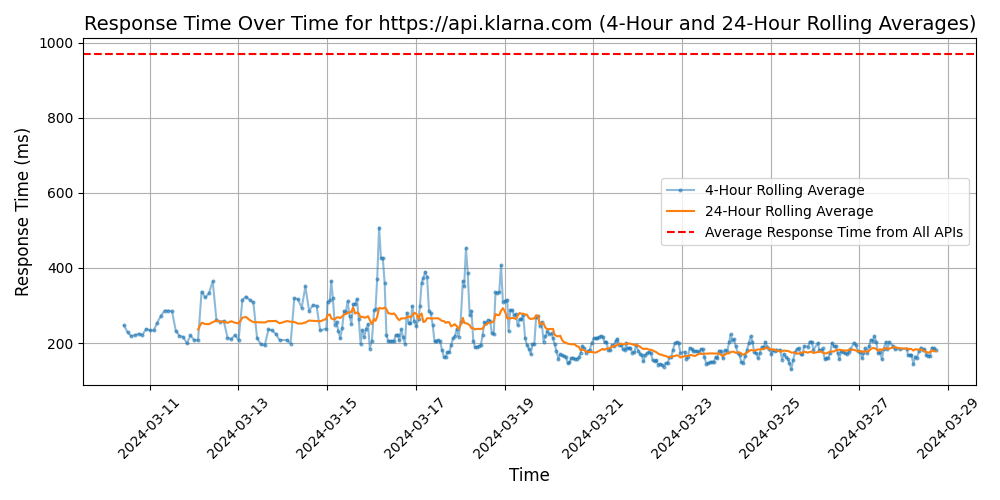 Response Time Over Time for https://api.klarna.com (4-Hour and 24-Hour Rolling Averages)
Response Time (ms)
1000
800
600
400
200
4-Hour Rolling Average
24-Hour Rolling Average
Average Response Time from All APIs
2024-03-11
2024-03-13
2024-03-15
2024-03-17
2024-03-19
2024-03-21
2024-03-23
2024-03-25
2024-03-27
2024-03-29
Time